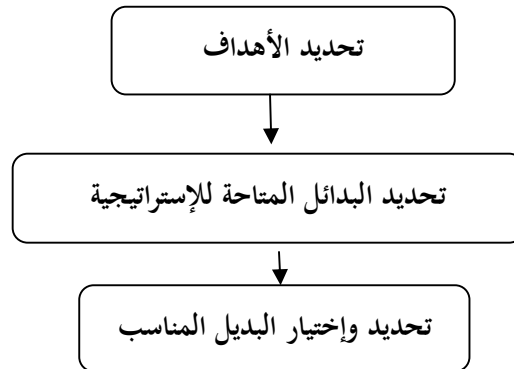 تحديد الأهداف
تحديد البدائل المتاحة للإستراتيجية
تحديد وإختيار البديل المناسب